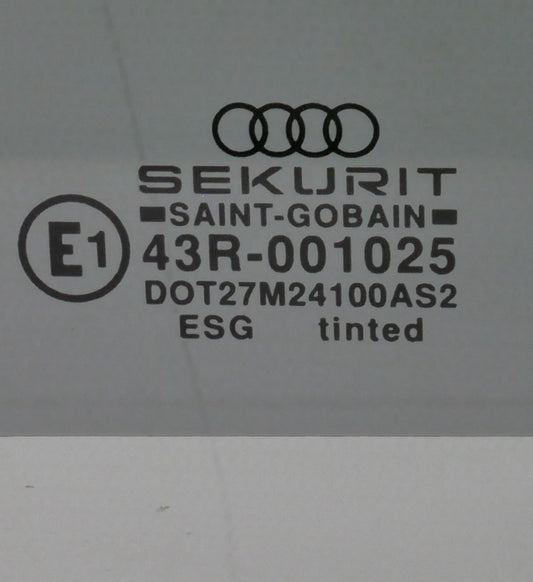 SEKURIT
SAINT-GOBAIN
E1
43R-001025
DOT27M24100AS2
ESG tinted